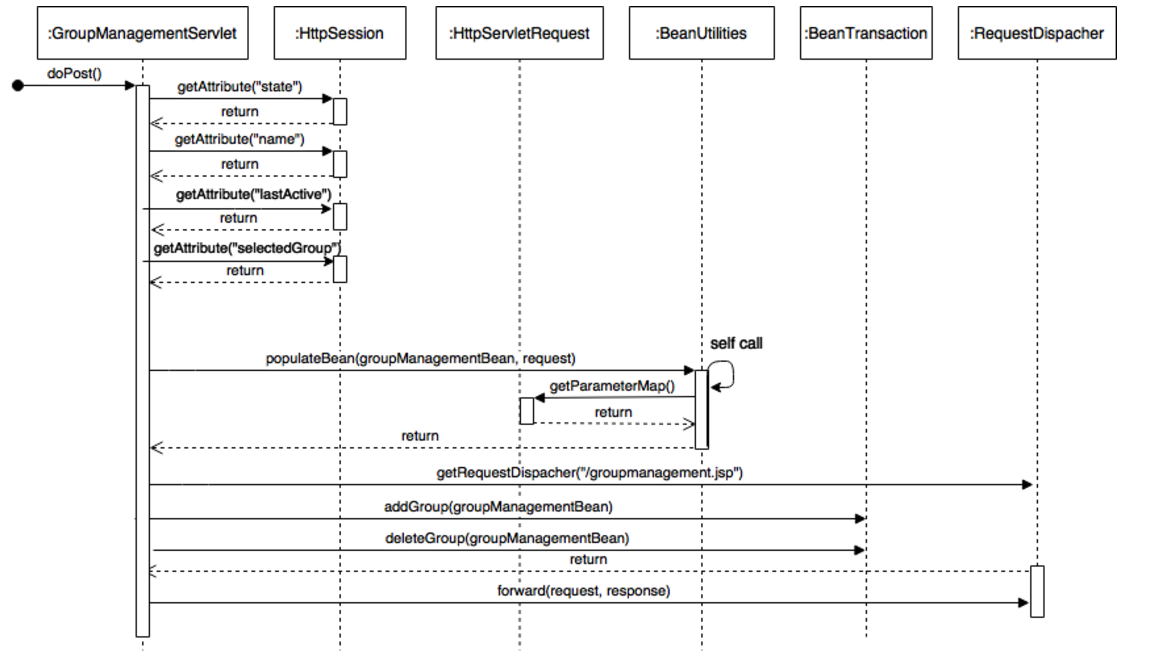 :GroupManagementServlet :HttpSession :HttpServletRequest :BeanUtilities :BeanTransaction :RequestDispacher
doPost()
getAttribute("state")
return
getAttribute("name")
return
getAttribute("lastActive")
return
getAttribute("selectedGroup")
return
self call
populateBean(groupManagementBean, request)
getParameterMap()
return
return
getRequestDispacher("/groupmanagement.jsp")
addGroup(groupManagementBean)
deleteGroup(groupManagementBean)
return
forward(request, response)